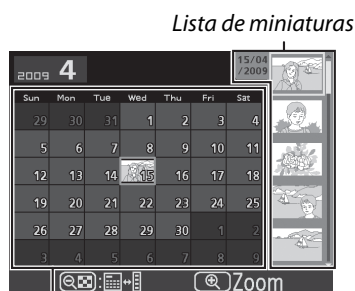 Lista de miniaturas
2009 4
15/04
/2009
Sun Mon Tue Wed Thu Fri Sat
29 30 31 1 2 3 4
5 6 7 8 9 10 11
12 13 14 15 16 17 18
19 20 21 22 23 24 25
26 27 28 29 30 1 2
3 4 5 6 7 8 9
: Zoom